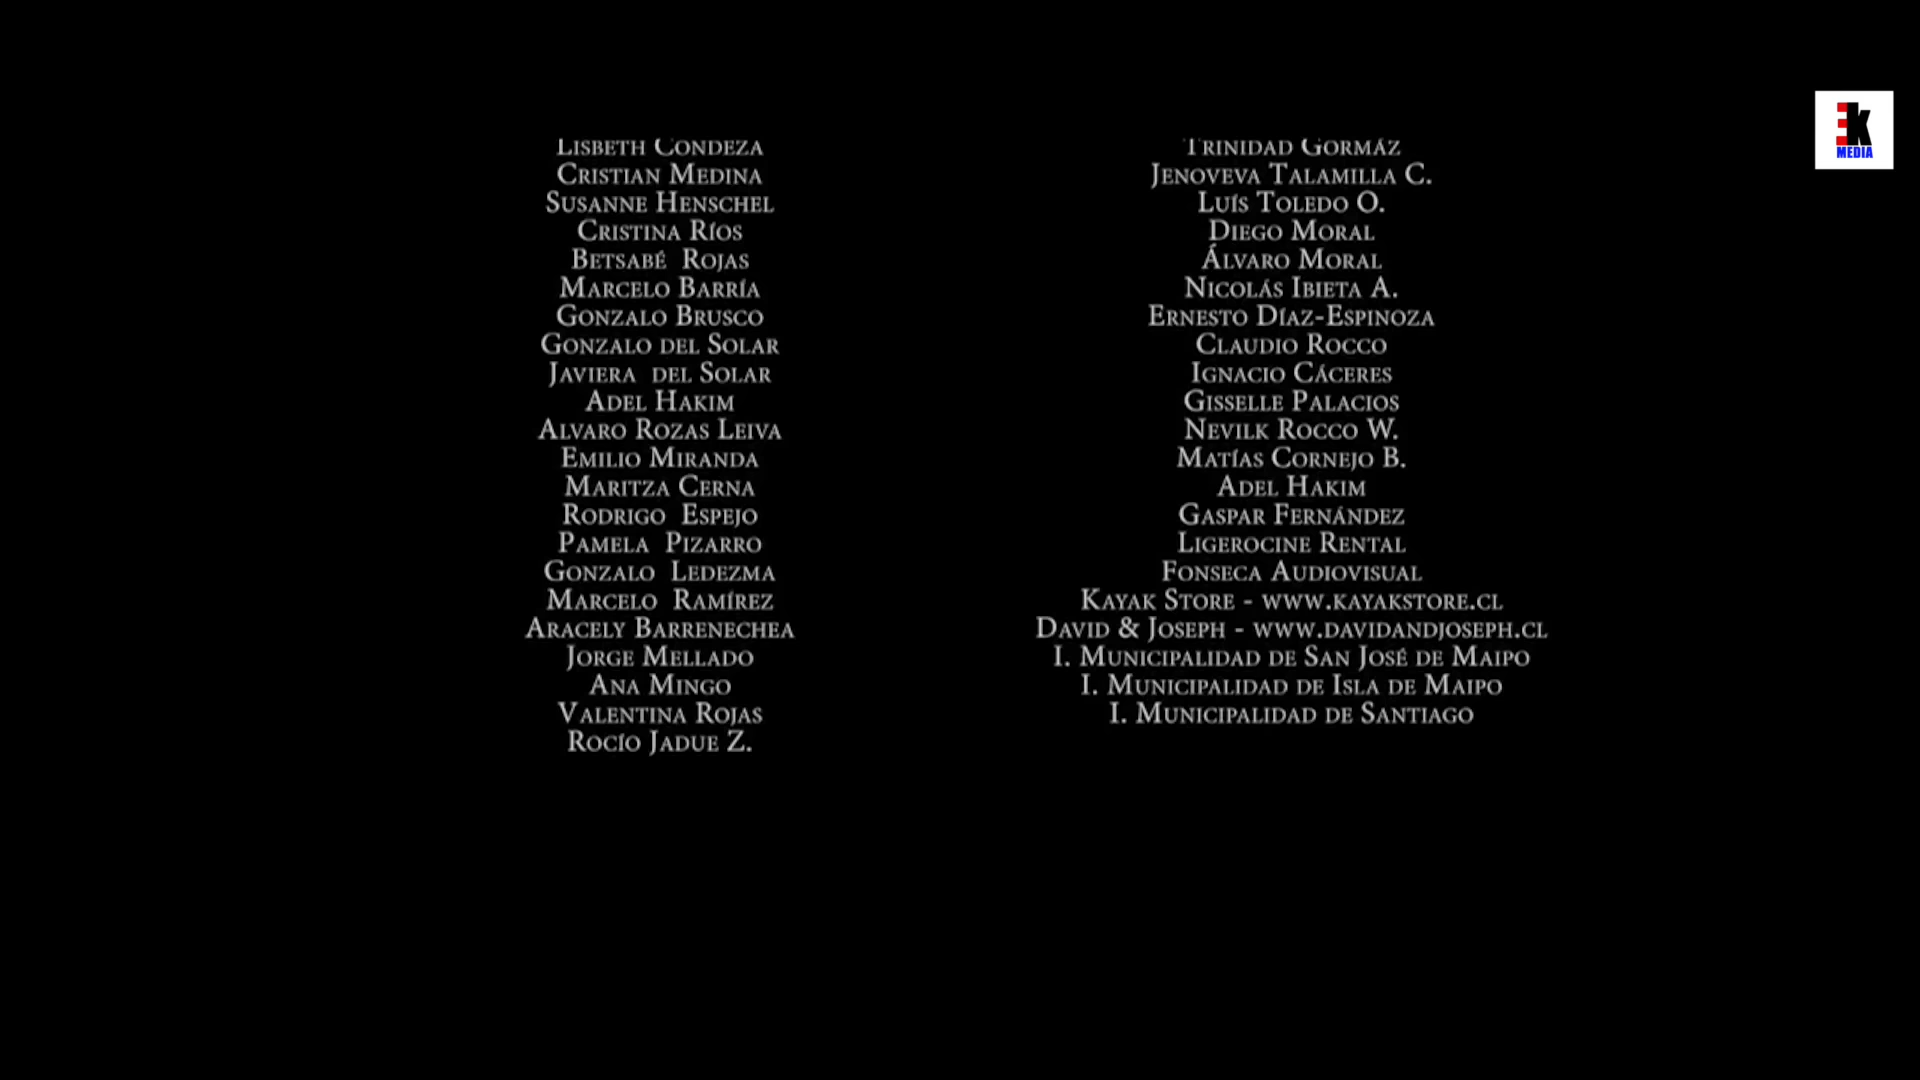 Lisbeth Condeza
Cristian Medina
Susanne Henschel
Cristina Ríos
Betsabé Rojas
Marcelo Barría
Gonzalo Brusco
Gonzalo del Solar
Javiera del Solar
Adel Hakim
Alvaro Rozas Leiva
Emilio Miranda
Maritza Cerna
Rodrigo Espejo
Pamela Pizarro
Gonzalo Ledezma
Marcelo Ramírez
Aracely Barrenechea
Jorge Mellado
Ana Mingo
Valentina Rojas
Rocío Jadue Z.
Trinidad Gormáz
Jenoveva Talamilla C.
Luís Toledo O.
Diego Moral
Álvaro Moral
Nicolás Ibieta A.
Ernesto Díaz-Espinoza
Claudio Rocco
Ignacio Cáceres
Gisselle Palacios
Nevilk Rocco W.
Matías Cornejo B.
Adel Hakim
Gaspar Fernández
Ligerocine Rental
Fonseca Audiovisual
Kayak Store - www.kayakstore.cl
David & Joseph - www.davidandjoseph.cl
I. Municipalidad de San José de Maipo
I. Municipalidad de Isla de Maipo
I. Municipalidad de Santiago
EK
MEDIA